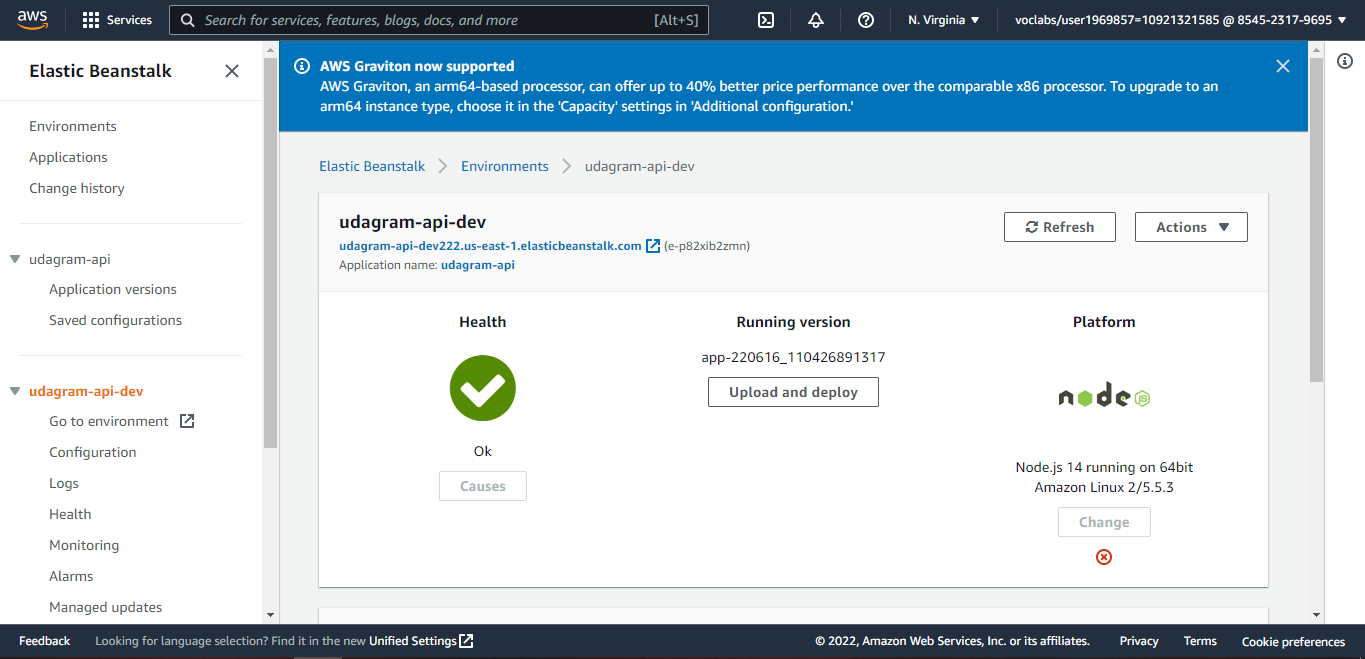 aws
Services
Search for services, features, blogs, docs, and more
[Alt+S]
N. Virginia
voclabs/user1969857=10921321585 @ 8545-2317-9695
Elastic Beanstalk
Environments
Applications
Change history
udagram-api
Application versions
Saved configurations
udagram-api-dev
Go to environment
Configuration
Logs
Health
Monitoring
Alarms
Managed updates
AWS Graviton now supported
AWS Graviton, an arm64-based processor, can offer up to 40% better price performance over the comparable x86 processor. To upgrade to an
arm64 instance type, choose it in the 'Capacity' settings in 'Additional configuration.'
Elastic Beanstalk
Environments
udagram-api-dev
udagram-api-dev
udagram-api-dev222.us-east-1.elasticbeanstalk.com (e-p82xib2zmn)
Application name: udagram-api
Refresh
Actions
Health
Ok
Causes
Running version
app-220616_110426891317
Upload and deploy
Platform
node
JS
Node.js 14 running on 64bit
Amazon Linux 2/5.5.3
Change
Feedback
Looking for language selection? Find it in the new Unified Settings
© 2022, Amazon Web Services, Inc. or its affiliates.
Privacy
Terms
Cookie preferences